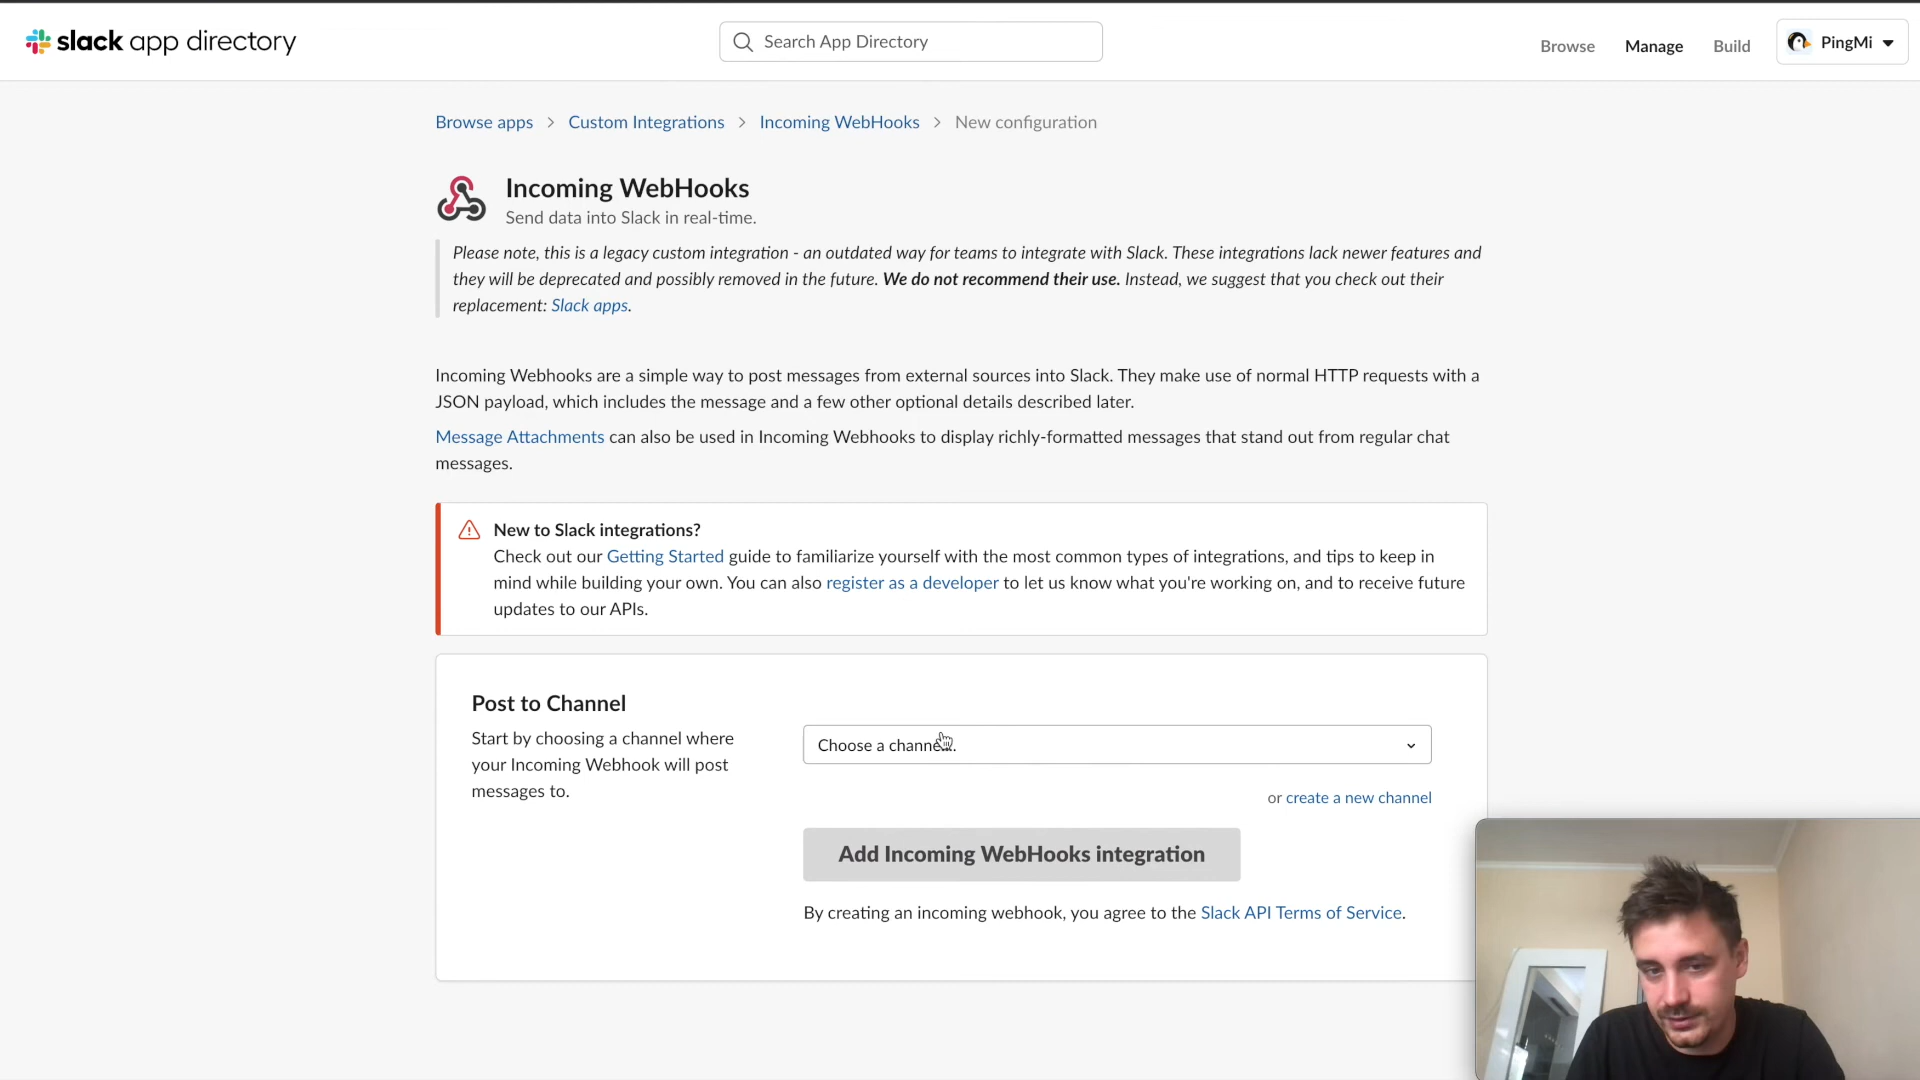 slack app directory
Search App Directory
Browse
Manage
Build
PingMi
Browse apps > Custom Integrations > Incoming WebHooks > New configuration
Incoming WebHooks
Send data into Slack in real-time.
Please note, this is a legacy custom integration - an outdated way for teams to integrate with Slack. These integrations lack newer features and
they will be deprecated and possibly removed in the future. We do not recommend their use. Instead, we suggest that you check out their
replacement: Slack apps.
Incoming Webhooks are a simple way to post messages from external sources into Slack. They make use of normal HTTP requests with a
JSON payload, which includes the message and a few other optional details described later.
Message Attachments can also be used in Incoming Webhooks to display richly-formatted messages that stand out from regular chat
messages.
New to Slack integrations?
Check out our Getting Started guide to familiarize yourself with the most common types of integrations, and tips to keep in
mind while building your own. You can also register as a developer to let us know what you're working on, and to receive future
updates to our APIs.
Post to Channel
Start by choosing a channel where
your Incoming Webhook will post
messages to.
Choose a channel...
or create a new channel
Add Incoming WebHooks integration
By creating an incoming webhook, you agree to the Slack API Terms of Service.